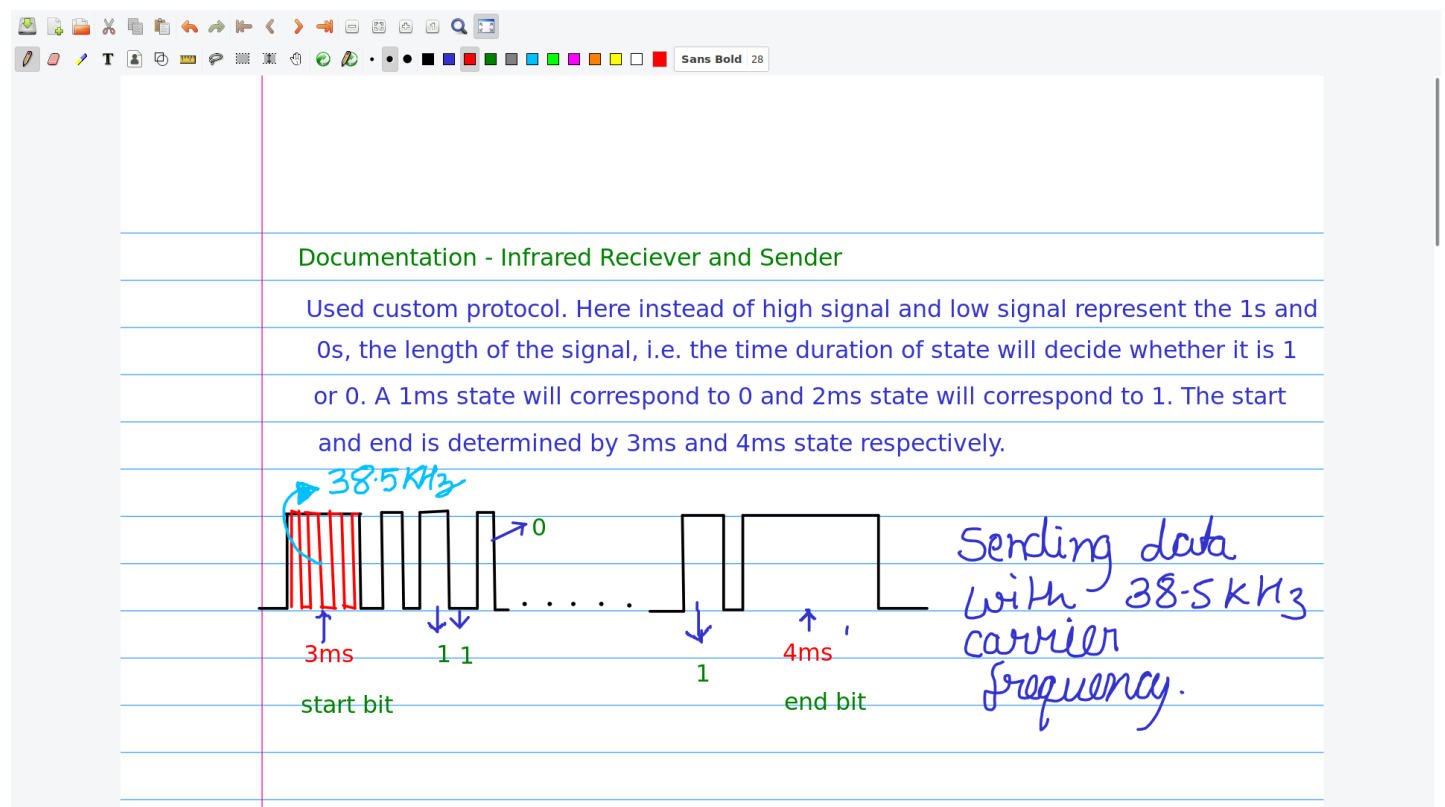 Sans Bold 28
Documentation - Infrared Reciever and Sender
Used custom protocol. Here instead of high signal and low signal represent the 1s and
0s, the length of the signal, i.e. the time duration of state will decide whether it is 1
or 0. A 1ms state will correspond to 0 and 2ms state will correspond to 1. The start
and end is determined by 3ms and 4ms state respectively.
38.5KHz
0
Sending data
with 38.5KHz
carrier
frequency.
3ms
1 1
1
4ms
start bit
end bit